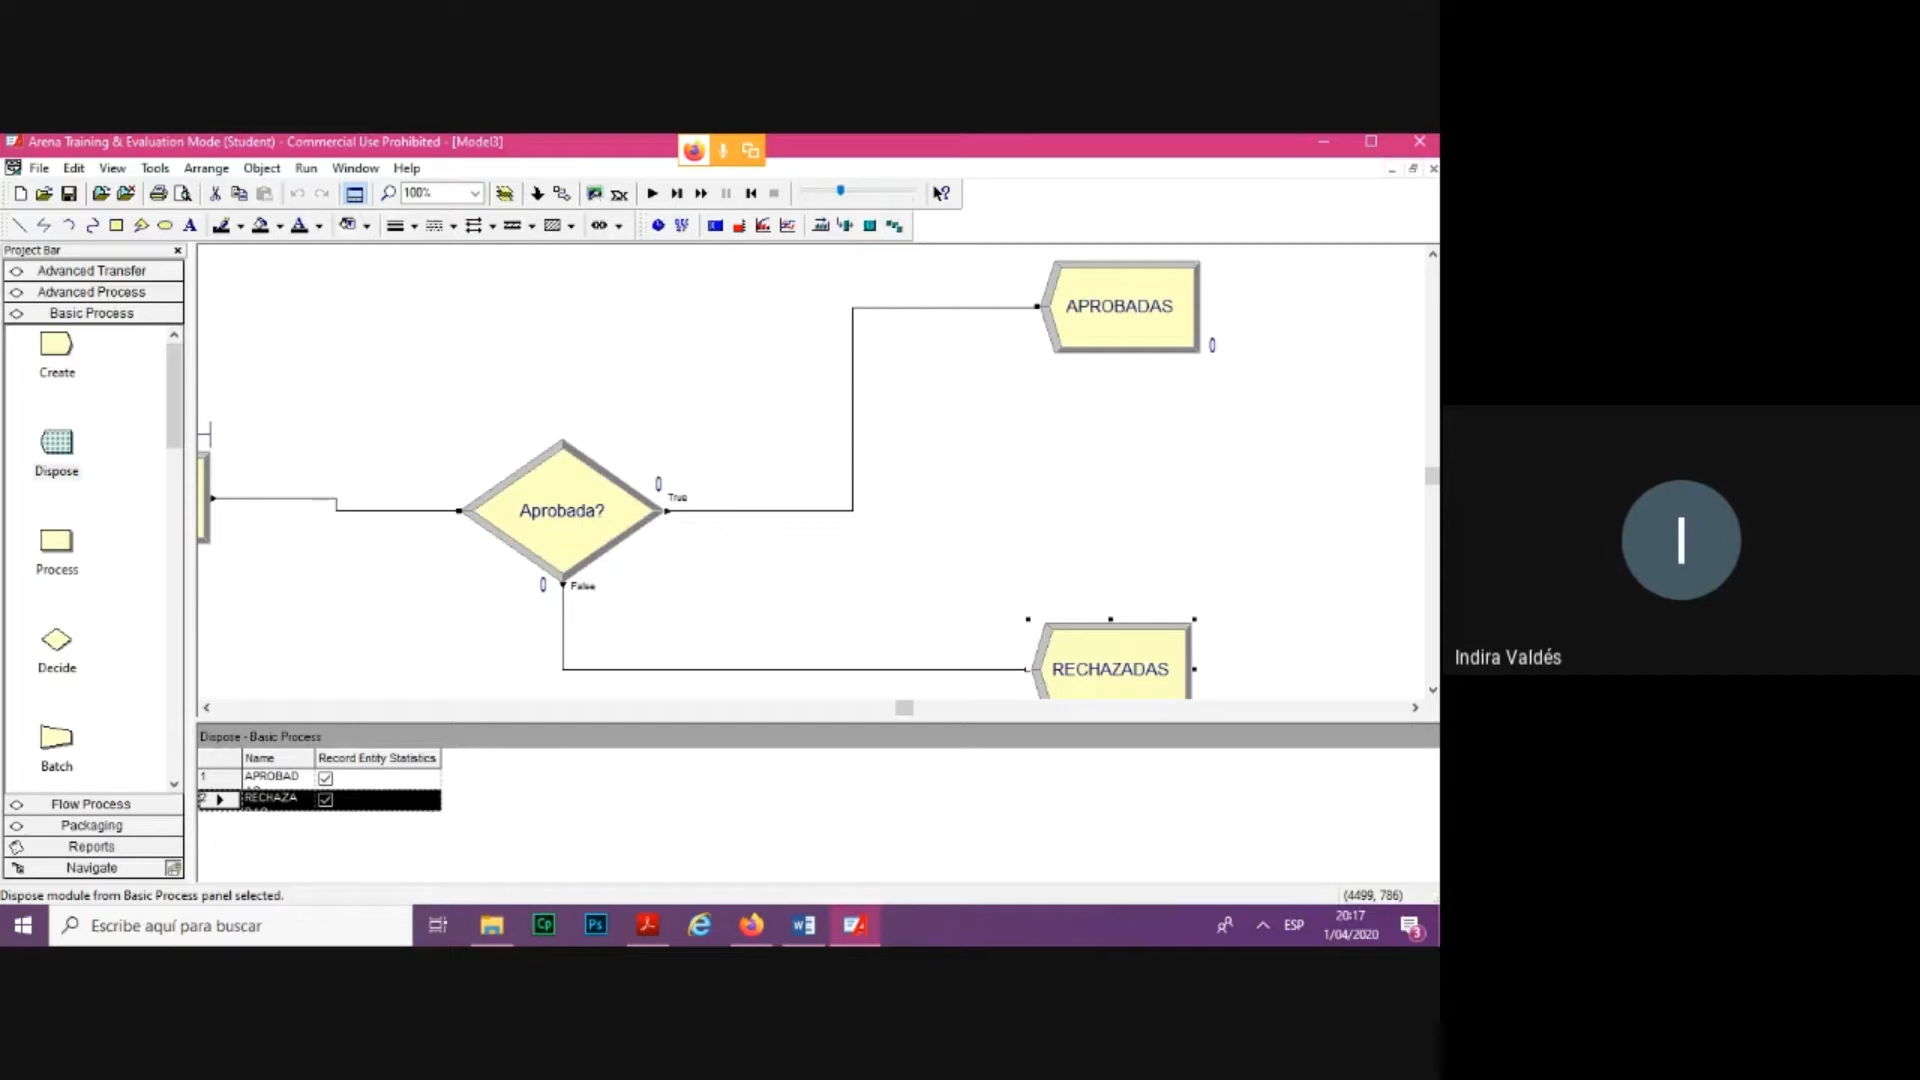 Arena Training & Evaluation Mode (Student) - Commercial Use Prohibited - [Model3]
File Edit View Tools Arrange Object Run Window Help
100%
Project Bar
Advanced Transfer
Advanced Process
Basic Process
Create
Dispose
Process
Decide
Batch
Flow Process
Packaging
Reports
Navigate
APROBADAS
0
Aprobada?
0
True
0
False
RECHAZADAS
Dispose - Basic Process
Name Record Entity Statistics
1 APROBAD
2 RECHAZA
Dispose module from Basic Process panel selected.
(4499, 786)
Escribe aquí para buscar
Cp
Ps
ESP
20:17
1/04/2020
3
I
Indira Valdés